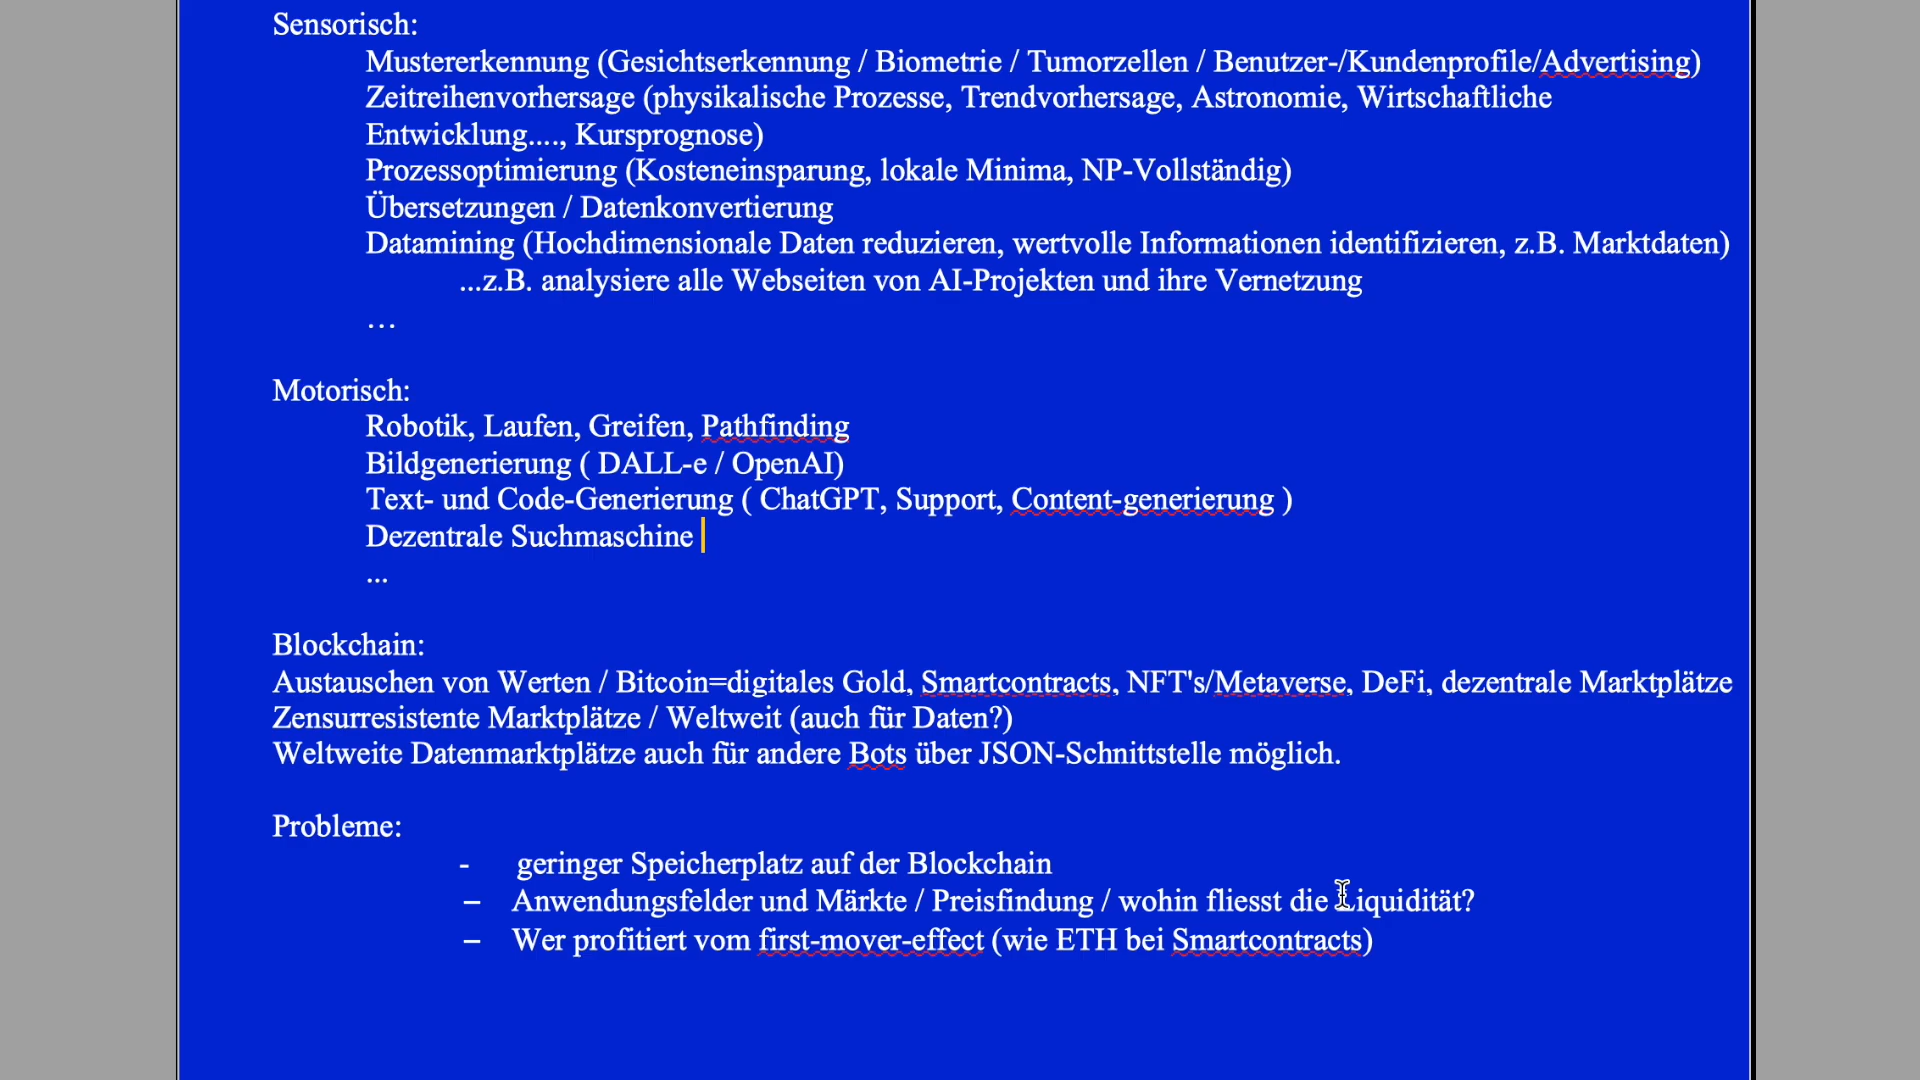 Sensorisch:
Mustererkennung (Gesichtserkennung / Biometrie / Tumorzellen / Benutzer-/Kundenprofile/Advertising)
Zeitreihenvorhersage (physikalische Prozesse, Trendvorhersage, Astronomie, Wirtschaftliche
Entwicklung...., Kursprognose)
Prozessoptimierung (Kosteneinsparung, lokale Minima, NP-Vollständig)
Übersetzungen / Datenkonvertierung
Datamining (Hochdimensionale Daten reduzieren, wertvolle Informationen identifizieren, z.B. Marktdaten)
...z.B. analysiere alle Webseiten von AI-Projekten und ihre Vernetzung
…
Motorisch:
Robotik, Laufen, Greifen, Pathfinding
Bildgenerierung ( DALL-e / OpenAI)
Text- und Code-Generierung ( ChatGPT, Support, Content-generierung )
Dezentrale Suchmaschine
...
Blockchain:
Austauschen von Werten / Bitcoin=digitales Gold, Smartcontracts, NFT's/Metaverse, DeFi, dezentrale Marktplätze
Zensurresistente Marktplätze / Weltweit (auch für Daten?)
Weltweite Datenmarktplätze auch für andere Bots über JSON-Schnittstelle möglich.
Probleme:
- geringer Speicherplatz auf der Blockchain
– Anwendungsfelder und Märkte / Preisfindung / wohin fliesst die Liquidität?
– Wer profitiert vom first-mover-effect (wie ETH bei Smartcontracts)